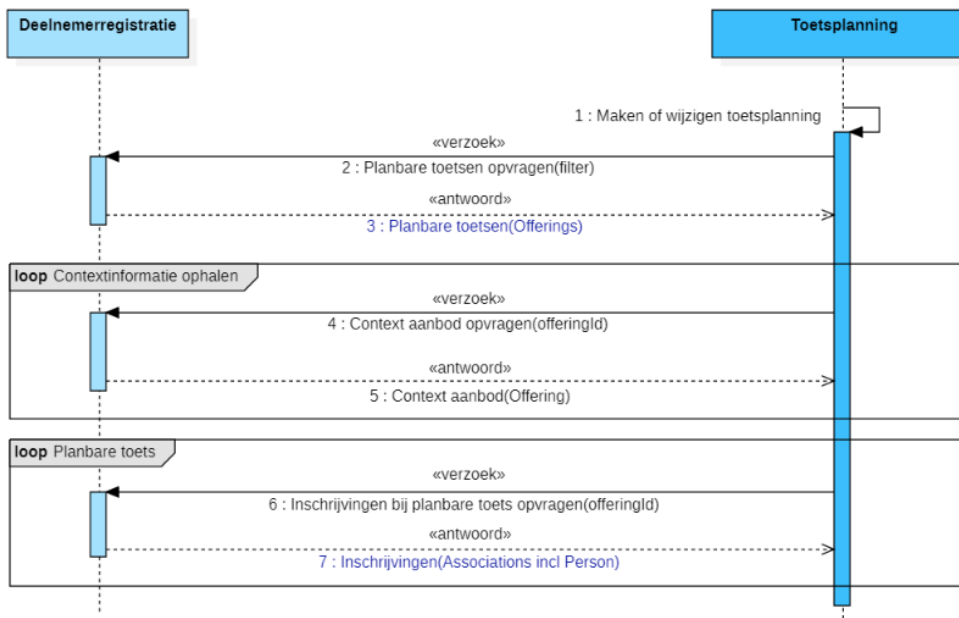 Deelnemerregistratie
Toetsplanning
1 : Maken of wijzigen toetsplanning
«verzoek»
2 : Planbare toetsen opvragen(filter)
«antwoord»
3 : Planbare toetsen(Offerings)
loop Contextinformatie ophalen
«verzoek»
4 : Context aanbod opvragen(offeringId)
«antwoord»
5 : Context aanbod(Offering)
loop Planbare toets
«verzoek»
6 : Inschrijvingen bij planbare toets opvragen(offeringId)
«antwoord»
7 : Inschrijvingen(Associations incl Person)